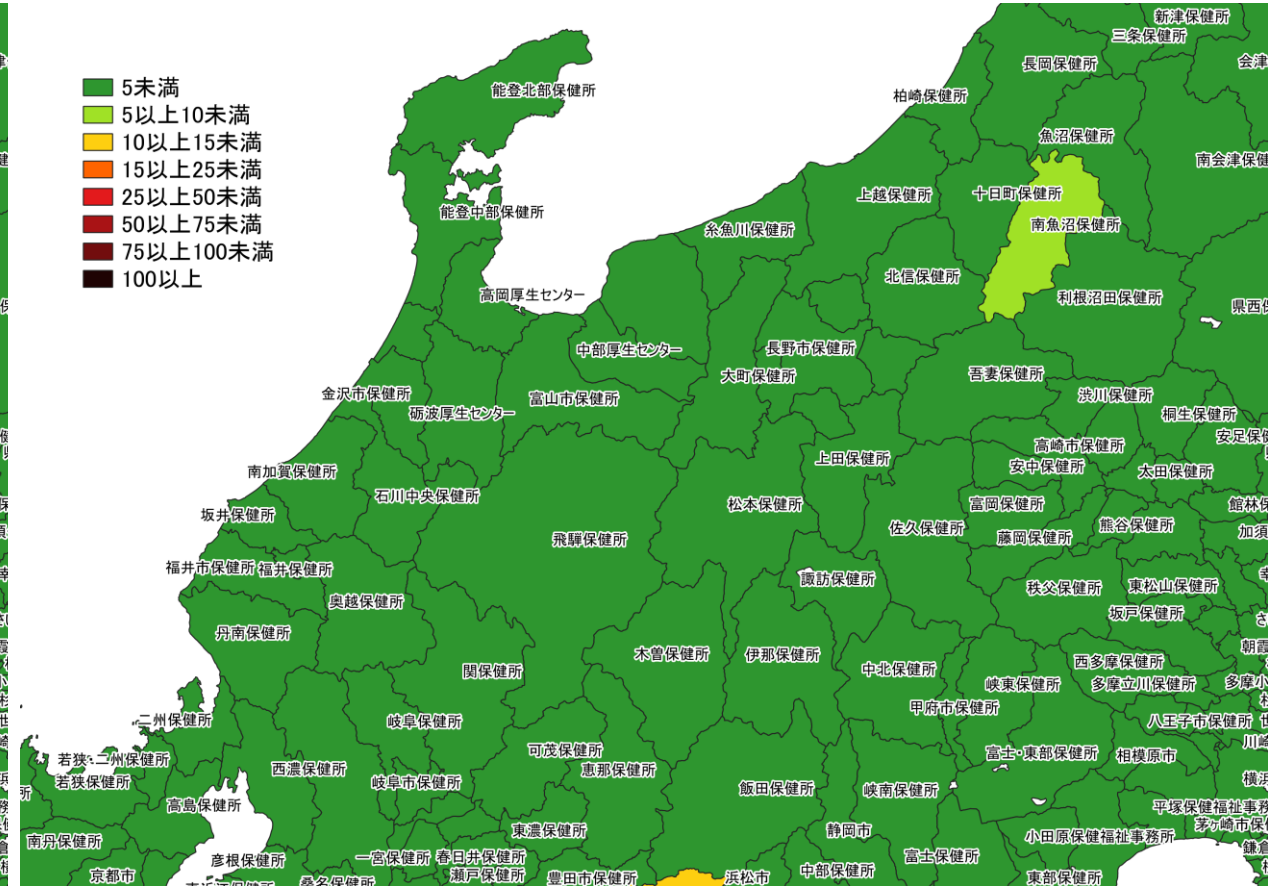 5未満
5以上10未満
10以上15未満
15以上25未満
25以上50未満
50以上75未満
75以上100未満
100以上
新津保健所
三条保健所
長岡保健所
会津
能登北部保健所
柏崎保健所
魚沼保健所
南会津保健
上越保健所
十日町保健所
能登中部保健所
南魚沼保健所
糸魚川保健所
北信保健所
高岡厚生センター
利根沼田保健所
県西保
中部厚生センター
長野市保健所
大町保健所
吾妻保健所
金沢市保健所
渋川保健所
富山市保健所
砺波厚生センター
桐生保健所
安足保健
高崎市保健所
上田保健所
安中保健所
南加賀保健所
太田保健所
石川中央保健所
松本保健所
富岡保健所
館林保
坂井保健所
佐久保健所
熊谷保健所
加須
藤岡保健所
飛騨保健所
福井市保健所
福井保健所
諏訪保健所
秩父保健所
東松山保健所
幸
奥越保健所
坂戸保健所
丹南保健所
さ
朝霞
木曽保健所
伊那保健所
西多摩保健所
関保健所
中北保健所
峡東保健所
多摩立川保健所
多摩小
甲府市保健所
二州保健所
岐阜保健所
八王子市保健所
世
川崎
可茂保健所
富士・東部保健所
相模原市
若狭・二州保健所
西濃保健所
恵那保健所
若狭保健所
岐阜市保健所
横浜
飯田保健所
峡南保健所
高島保健所
平塚保健福祉事務
茅ヶ崎市保健
東濃保健所
静岡市
小田原保健福祉事務所
南丹保健所
鎌倉
彦根保健所
一宮保健所
春日井保健所
富士保健所
瀬戸保健所
豊田市保健所
浜松市
中部保健所
東部保健所
京都市
桑名保健所